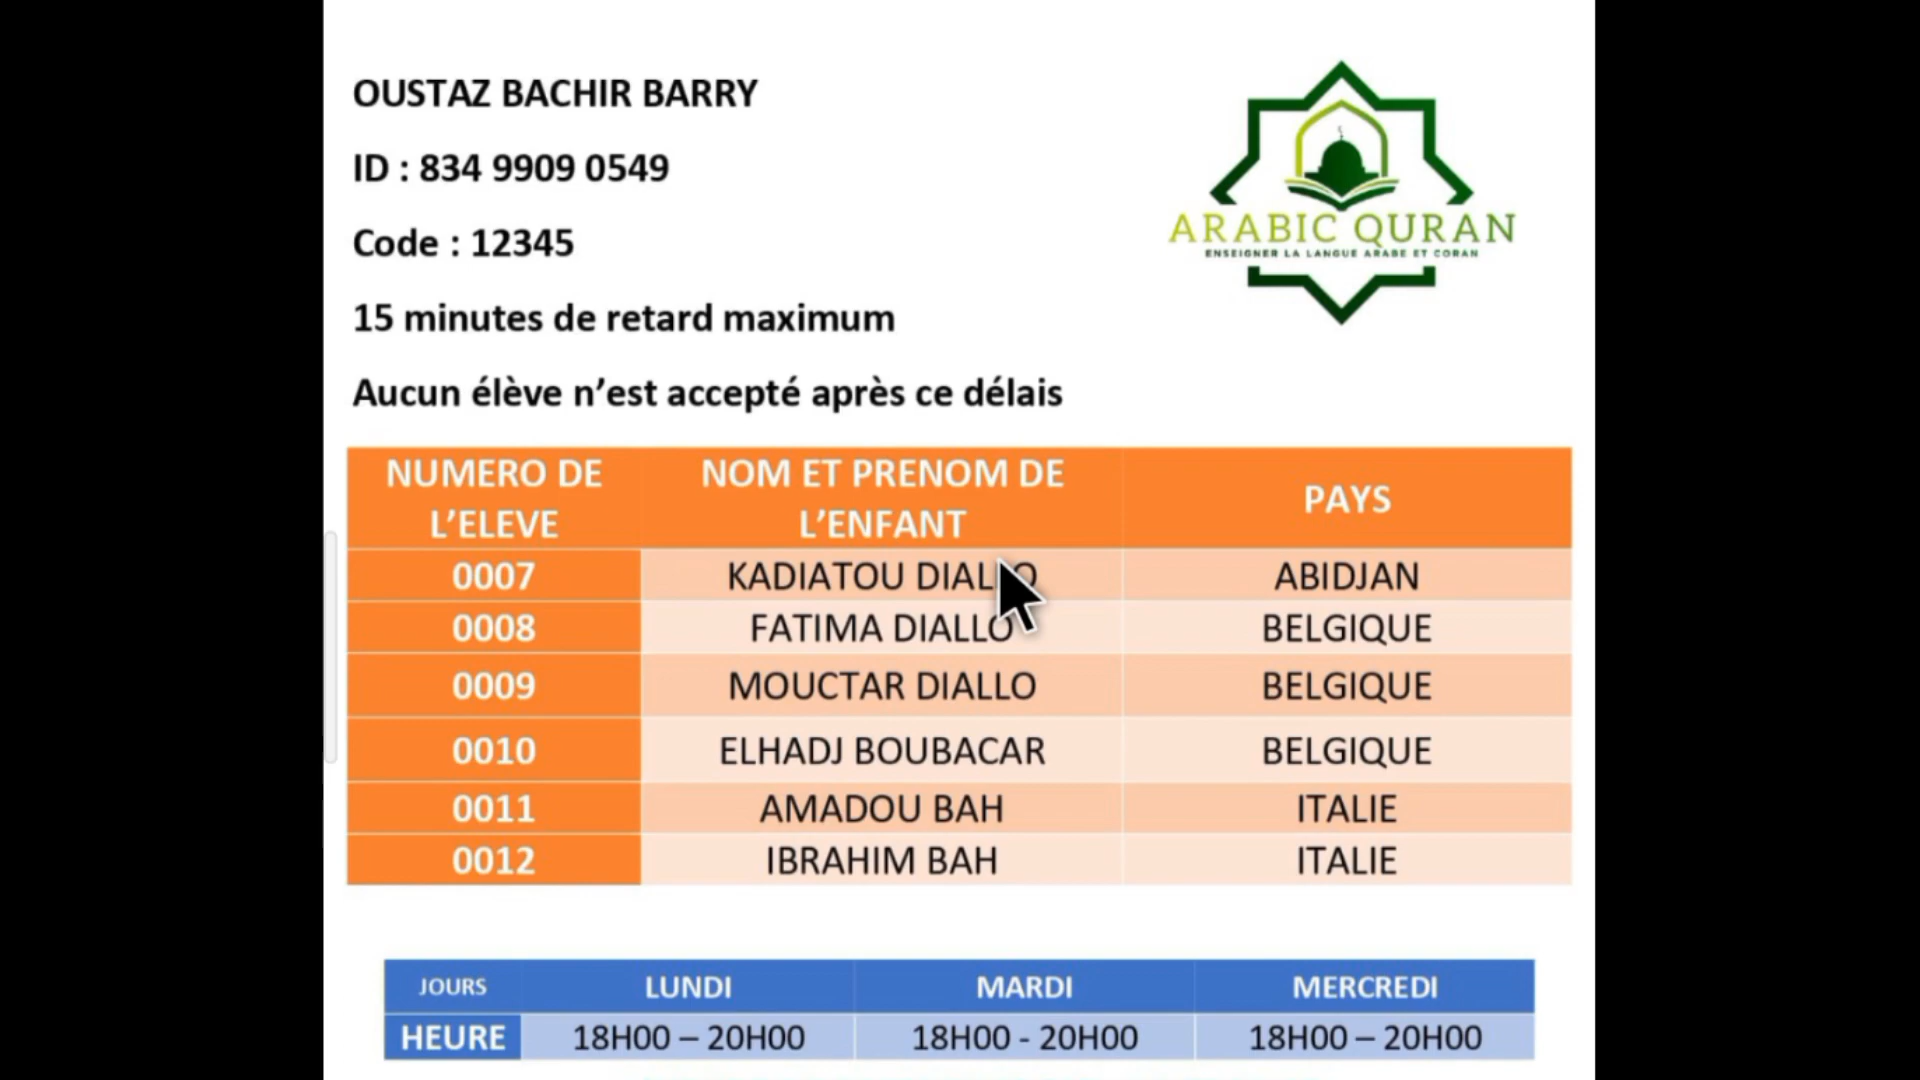 OUSTAZ BACHIR BARRY
ID : 834 9909 0549
Code : 12345
15 minutes de retard maximum
Aucun élève n’est accepté après ce délais
ARABIC QURAN
ENSEIGNER LA LANGUE ARABE ET CORAN
NUMERO DE L’ELEVE NOM ET PRENOM DE L’ENFANT PAYS
0007 KADIATOU DIALLO ABIDJAN
0008 FATIMA DIALLO BELGIQUE
0009 MOUCTAR DIALLO BELGIQUE
0010 ELHADJ BOUBACAR BELGIQUE
0011 AMADOU BAH ITALIE
0012 IBRAHIM BAH ITALIE
JOURS LUNDI MARDI MERCREDI
HEURE 18H00 – 20H00 18H00 - 20H00 18H00 – 20H00